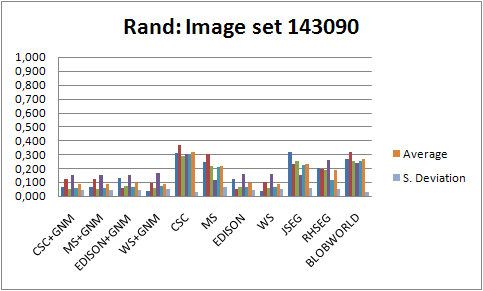 Rand: Image set 143090
1,000
0,900
0,800
0,700
0,600
0,500
0,400
0,300
0,200
0,100
0,000
Average
S. Deviation
CSC+GNM
MS+GNM
EDISON+GNM
WS+GNM
CSC
MS
EDISON
WS
JSEG
RHSEG
BLOBWORLD